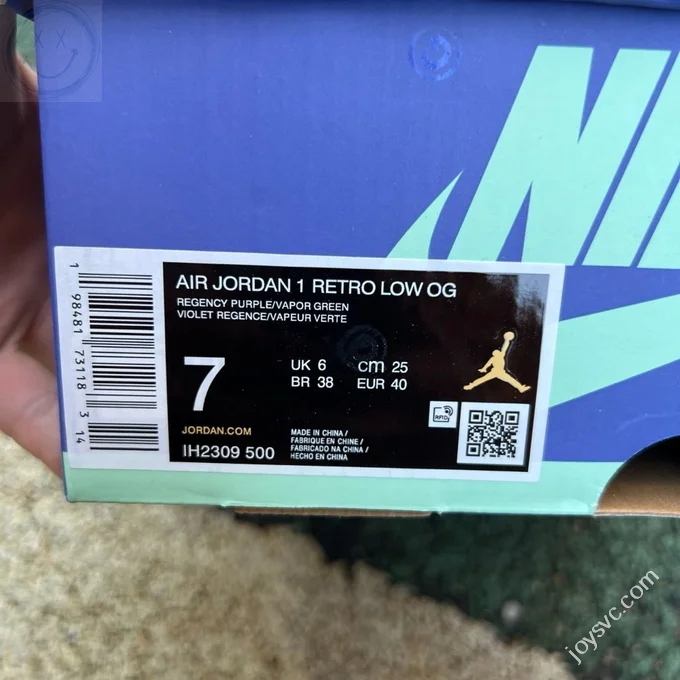 NIK
AIR JORDAN 1 RETRO LOW OG
REGENCY PURPLE/VAPOR GREEN
VIOLET REGENCE/VAPEUR VERTE
7
UK 6 cm 25
BR 38 EUR 40
JORDAN.COM
IH2309 500
MADE IN CHINA /
FABRIQUÉ EN CHINE /
FABRICADO NA CHINA /
HECHO EN CHINA
RFID
1 98481 73118 3 14
joysvc.com